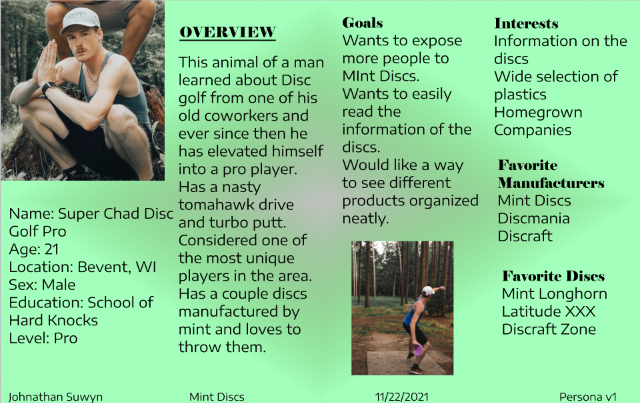 OVERVIEW
This animal of a man
learned about Disc
golf from one of his
old coworkers and
ever since then he
has elevated himself
into a pro player.
Has a nasty
tomahawk drive
and turbo putt.
Considered one of
the most unique
players in the area.
Has a couple discs
manufactured by
mint and loves to
throw them.
Name: Super Chad Disc
Golf Pro
Age: 21
Location: Bevent, WI
Sex: Male
Education: School of
Hard Knocks
Level: Pro
Goals
Wants to expose
more people to
MInt Discs.
Wants to easily
read the
information of the
discs.
Would like a way
to see different
products organized
neatly.
Interests
Information on the
discs
Wide selection of
plastics
Homegrown
Companies
Favorite
Manufacturers
Mint Discs
Discmania
Discraft
Favorite Discs
Mint Longhorn
Latitude XXX
Discraft Zone
Johnathan Suwyn
Mint Discs
11/22/2021
Persona v1